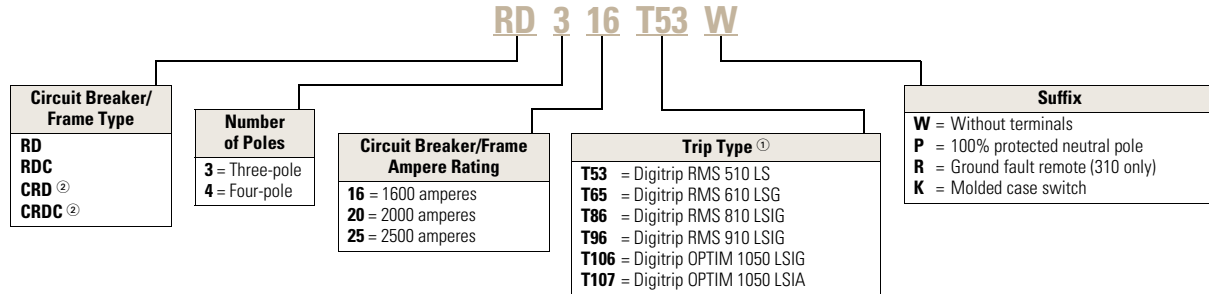 RD 3 16 T53 W
Circuit Breaker/
Frame Type
RD
RDC
CRD ②
CRDC ②
Number
of Poles
3 = Three-pole
4 = Four-pole
Circuit Breaker/Frame
Ampere Rating
16 = 1600 amperes
20 = 2000 amperes
25 = 2500 amperes
Trip Type ①
T53 = Digitrip RMS 510 LS
T65 = Digitrip RMS 610 LSG
T86 = Digitrip RMS 810 LSIG
T96 = Digitrip RMS 910 LSIG
T106 = Digitrip OPTIM 1050 LSIG
T107 = Digitrip OPTIM 1050 LSIA
Suffix
W = Without terminals
P = 100% protected neutral pole
R = Ground fault remote (310 only)
K = Molded case switch